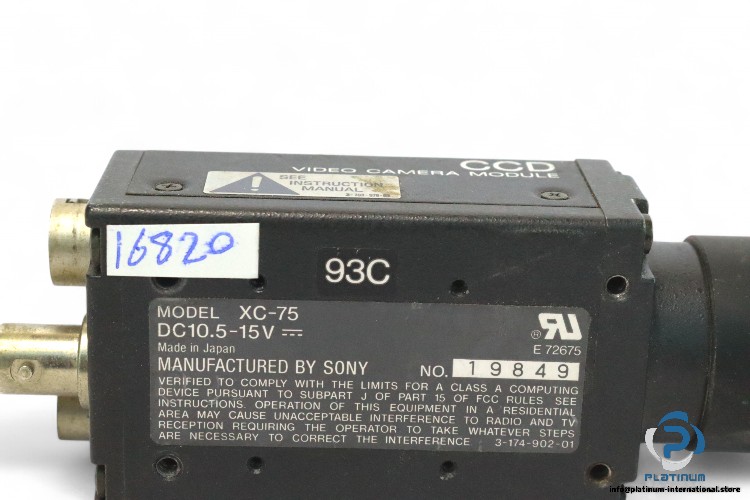 CCD
VIDEO CAMERA MODULE
SEE
INSTRUCTION
MANUAL
16820
93C
MODEL XC-75
DC10.5-15V
Made in Japan
E 72675
MANUFACTURED BY SONY NO. 19849
VERIFIED TO COMPLY WITH THE LIMITS FOR A CLASS A COMPUTING
DEVICE PURSUANT TO SUBPART J OF PART 15 OF FCC RULES SEE
INSTRUCTIONS. OPERATION OF THIS EQUIPMENT IN A RESIDENTIAL
AREA MAY CAUSE UNACCEPTABLE INTERFERENCE TO RADIO AND TV
RECEPTION REQUIRING THE OPERATOR TO TAKE WHATEVER STEPS
ARE NECESSARY TO CORRECT THE INTERFERENCE 3-174-902-01
PLATINUM
info@platinum-international.store